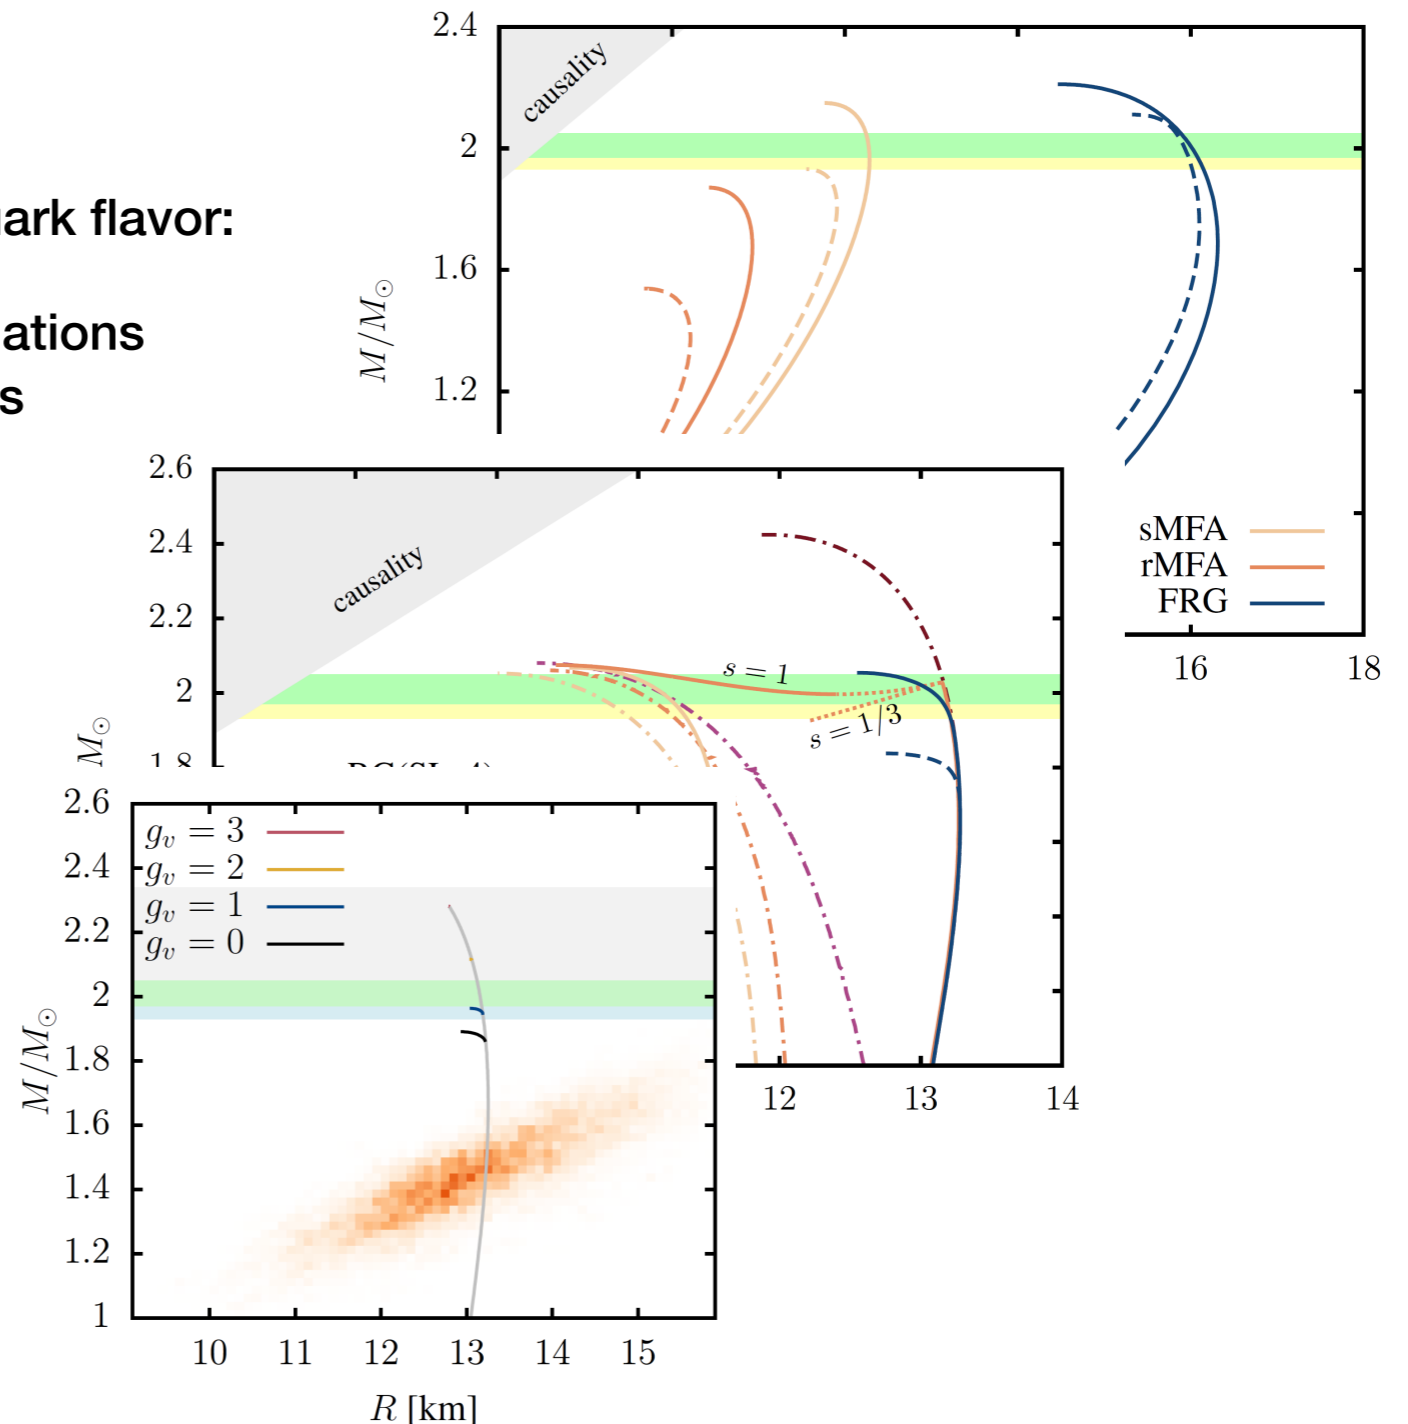 ark flavor:
ations
s
2.4
2
1.6
1.2
M/M☉
causality
sMFA
rMFA
FRG
16
18
2.6
2.4
2.2
2
1.8
M☉
causality
s = 1
s = 1/3
12
13
14
2.6
2.4
2.2
2
1.8
1.6
1.4
1.2
1
M/M☉
g_v = 3
g_v = 2
g_v = 1
g_v = 0
10
11
12
13
14
15
R [km]